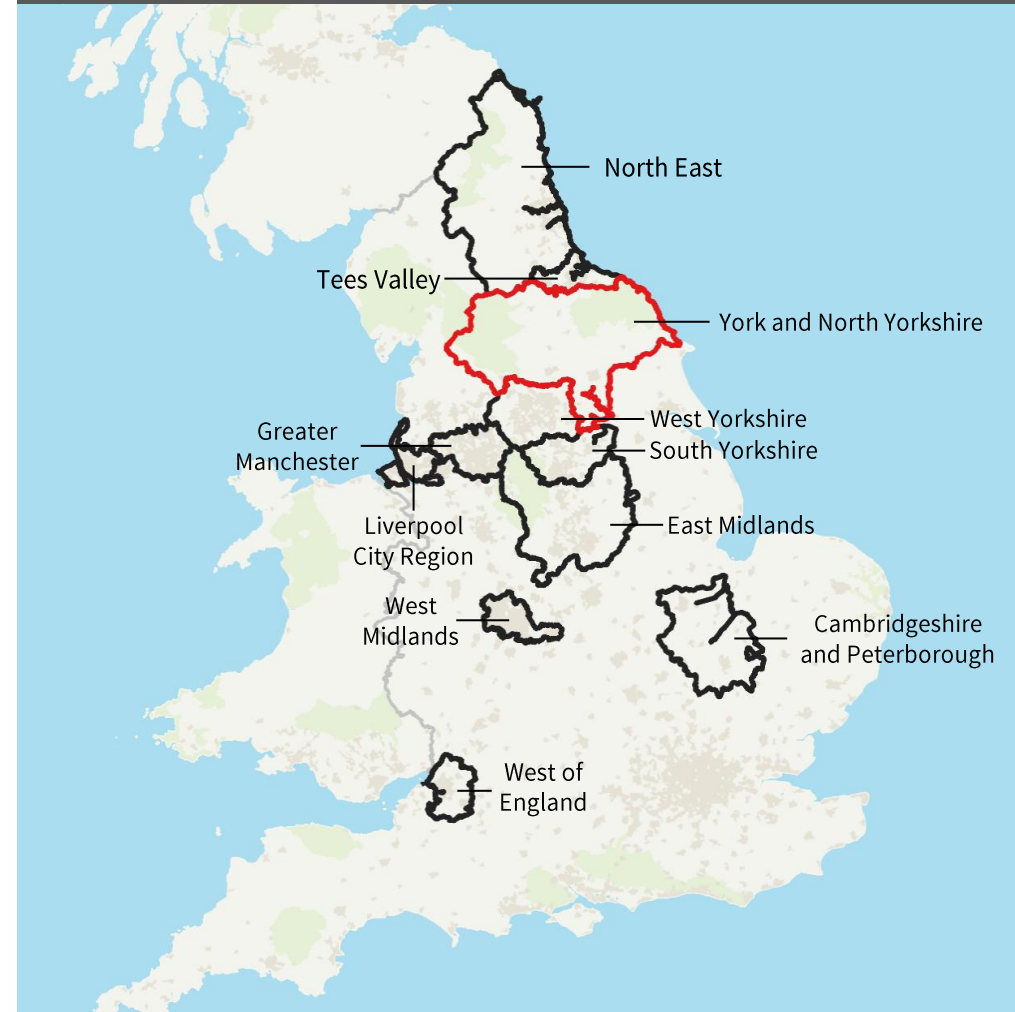 North East
Tees Valley
York and North Yorkshire
West Yorkshire
Greater
Manchester
South Yorkshire
Liverpool
City Region
East Midlands
West
Midlands
Cambridgeshire
and Peterborough
West of
England